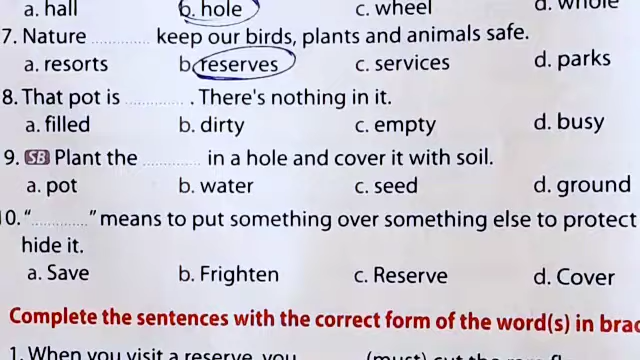 a. hall b. hole c. wheel d. whole
7. Nature ............ keep our birds, plants and animals safe.
a. resorts b. reserves c. services d. parks
8. That pot is ............ . There's nothing in it.
a. filled b. dirty c. empty d. busy
9. SB Plant the ............ in a hole and cover it with soil.
a. pot b. water c. seed d. ground
10. "............" means to put something over something else to protect
hide it.
a. Save b. Frighten c. Reserve d. Cover
Complete the sentences with the correct form of the word(s) in
1. When you visit a reserve, you (must)